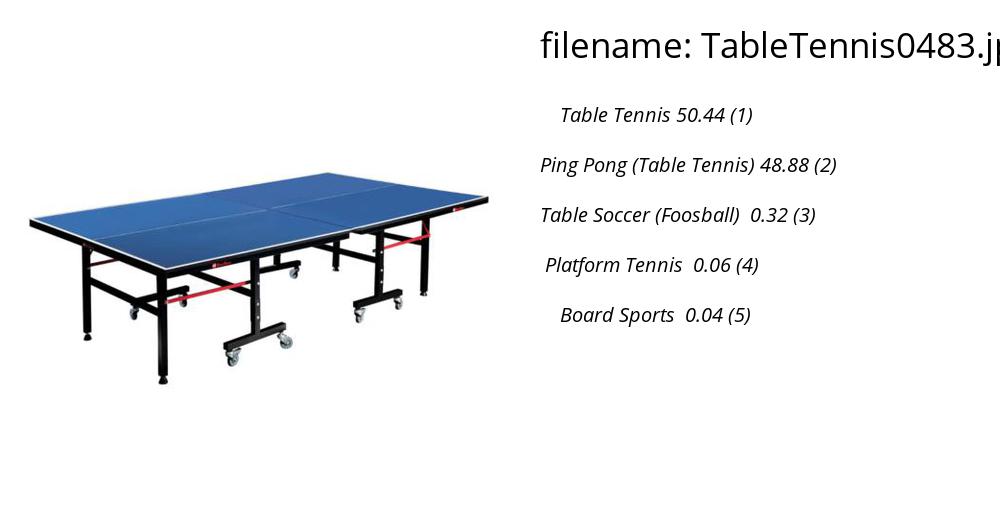 filename: TableTennis0483.jp
Table Tennis 50.44 (1)
Ping Pong (Table Tennis) 48.88 (2)
Table Soccer (Foosball) 0.32 (3)
Platform Tennis 0.06 (4)
Board Sports 0.04 (5)